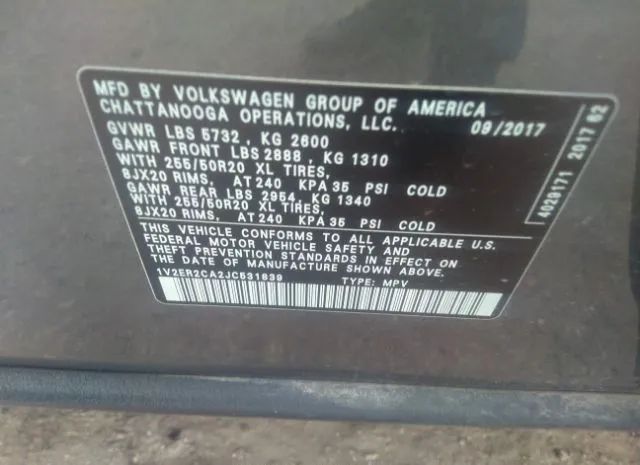 MFD BY VOLKSWAGEN GROUP OF AMERICA
CHATTANOOGA OPERATIONS, LLC. 09/2017
GVWR LBS 5732 , KG 2600
GAWR FRONT LBS 2888 , KG 1310
WITH 255/50R20 XL TIRES,
8JX20 RIMS, AT 240 KPA 35 PSI COLD
GAWR REAR LBS 2954 , KG 1340
WITH 255/50R20 XL TIRES,
8JX20 RIMS, AT 240 KPA 35 PSI COLD
THIS VEHICLE CONFORMS TO ALL APPLICABLE U.S.
FEDERAL MOTOR VEHICLE SAFETY AND
THEFT PREVENTION STANDARDS IN EFFECT ON
THE DATE OF MANUFACTURE SHOWN ABOVE.
1V2ER2CA2JC531839 TYPE: MPV
4029171 2017 62